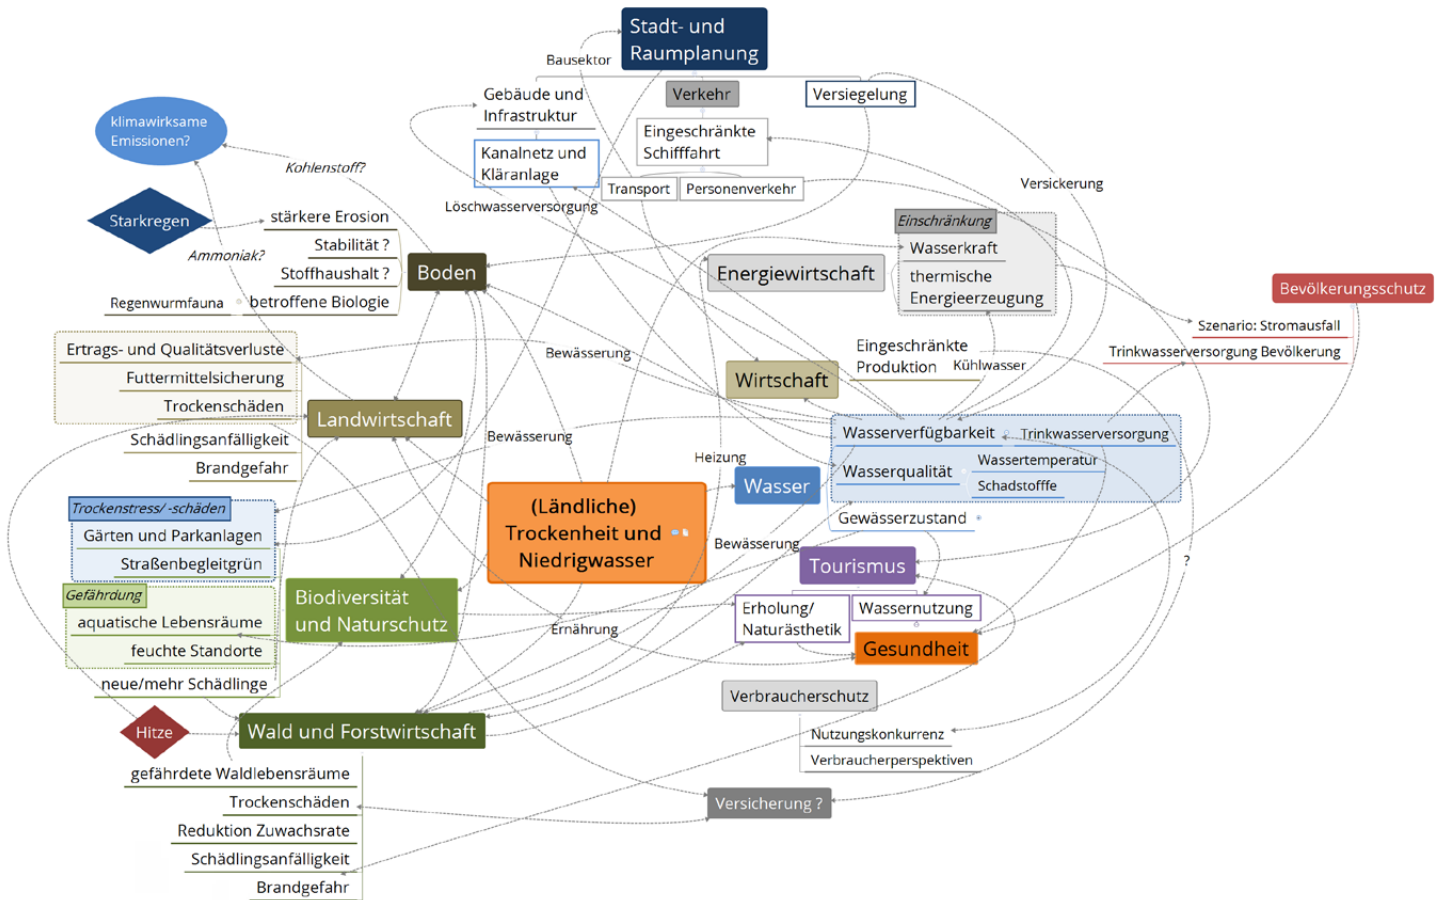 Stadt- und
Raumplanung
Bausektor
Gebäude und
Infrastruktur
Verkehr
Versiegelung
klimawirksame
Emissionen?
Kohlenstoff?
Kanalnetz und
Kläranlage
Eingeschränkte
Schifffahrt
Transport
Personenverkehr
Versickerung
Löschwasserversorgung
Starkregen
stärkere Erosion
Stabilität ?
Stoffhaushalt ?
Regenwurmfauna
betroffene Biologie
Ammoniak?
Boden
Einschränkung
Wasserkraft
thermische
Energieerzeugung
Energiewirtschaft
Bevölkerungsschutz
Szenario: Stromausfall
Trinkwasserversorgung Bevölkerung
Ertrags- und Qualitätsverluste
Futtermittelsicherung
Trockenschäden
Schädlingsanfälligkeit
Brandgefahr
Landwirtschaft
Bewässerung
Bewässerung
Wirtschaft
Eingeschränkte
Produktion
Kühlwasser
Wasserverfügbarkeit
Trinkwasserversorgung
Wasserqualität
Wassertemperatur
Schadstofffe
Gewässerzustand
Heizung
Wasser
(Ländliche)
Trockenheit und
Niedrigwasser
Trockenstress/ -schäden
Gärten und Parkanlagen
Straßenbegleitgrün
Gefährdung
aquatische Lebensräume
feuchte Standorte
neue/mehr Schädlinge
Biodiversität
und Naturschutz
Bewässerung
Tourismus
?
Erholung/
Naturästhetik
Wassernutzung
Ernährung
Gesundheit
Verbraucherschutz
Nutzungskonkurrenz
Verbraucherperspektiven
Hitze
Wald und Forstwirtschaft
gefährdete Waldlebensräume
Trockenschäden
Reduktion Zuwachsrate
Schädlingsanfälligkeit
Brandgefahr
Versicherung ?